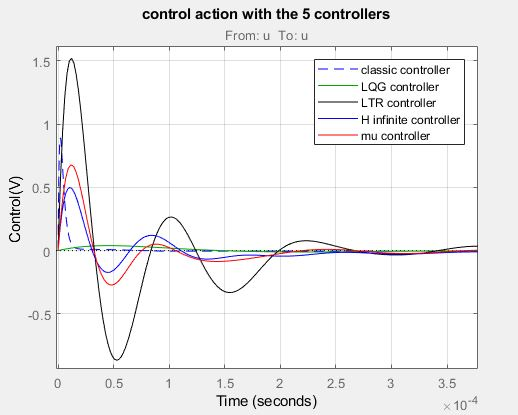 control action with the 5 controllers
From: u To: u
classic controller
LQG controller
LTR controller
H infinite controller
mu controller
Control(V)
1.5
1
0.5
0
-0.5
0
0.5
1
1.5
2
2.5
3
3.5
Time (seconds)
×10⁻⁴